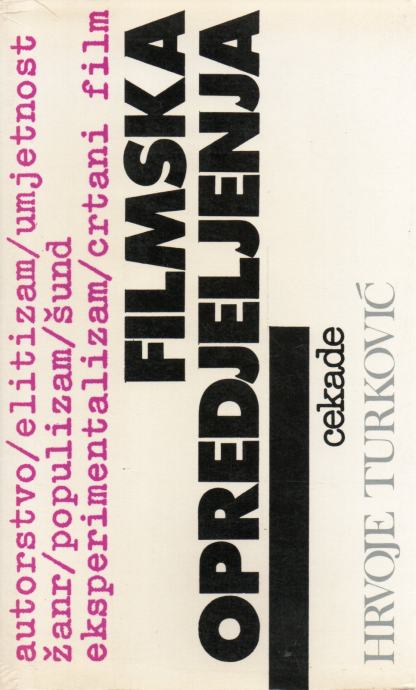 autorstvo/elitizam/umjetnost
žanr/populizam/šund
eksperimentalizam/crtani film
FILMSKA
OPREDJELJENJA
cekade
HRVOJE TURKOVIĆ